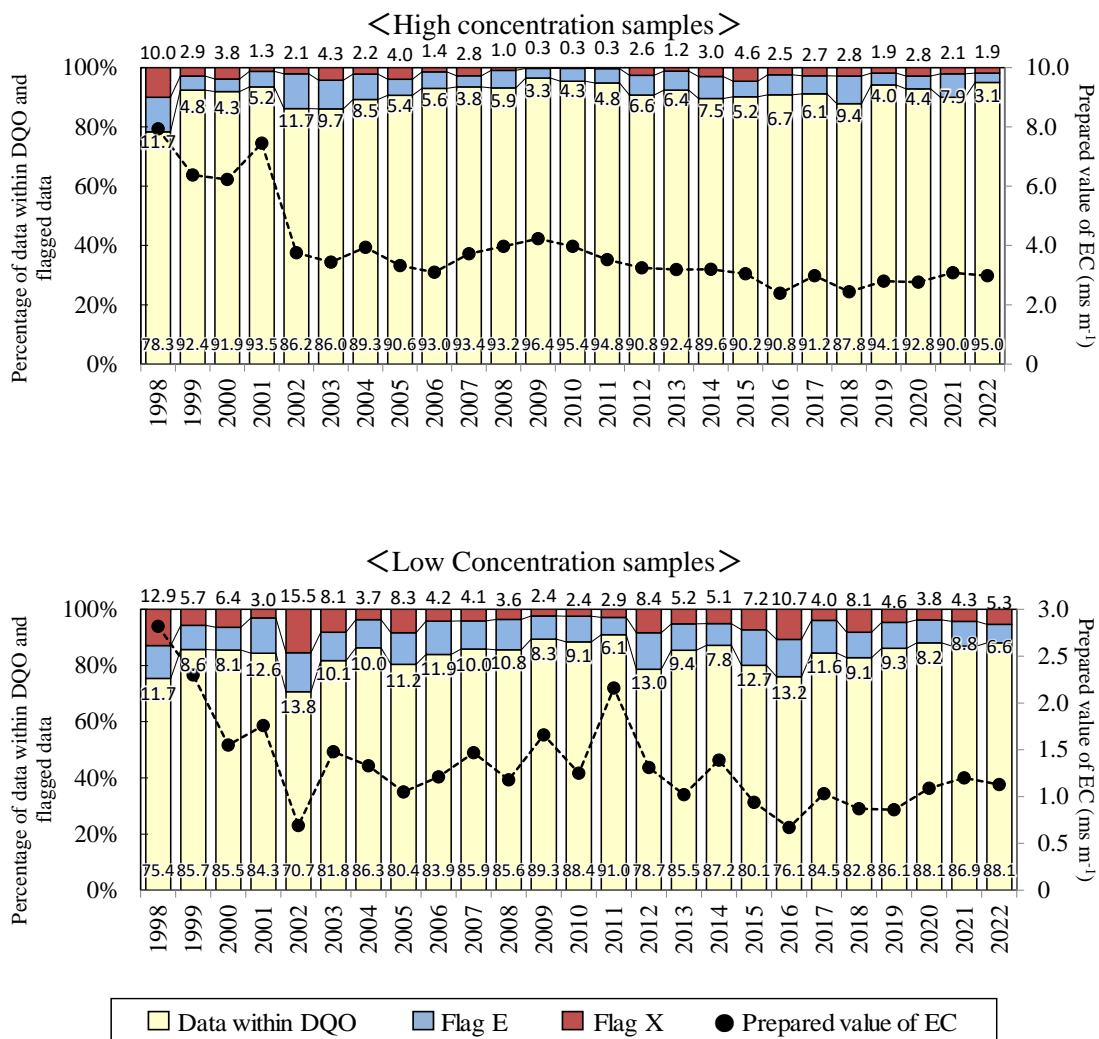 ＜High concentration samples＞
10.0 2.9 3.8 1.3 2.1 4.3 2.2 4.0 1.4 2.8 1.0 0.3 0.3 0.3 2.6 1.2 3.0 4.6 2.5 2.7 2.8 1.9 2.8 2.1 1.9
11.7 4.8 4.3 5.2 11.7 9.7 8.5 5.4 5.6 3.8 5.9 3.3 4.3 4.8 6.6 6.4 7.5 5.2 6.7 6.1 9.4 4.0 4.4 7.9 3.1
78.3 92.4 91.9 93.5 86.2 86.0 89.3 90.6 93.0 93.4 93.2 96.4 95.4 94.8 90.8 92.4 89.6 90.2 90.8 91.2 87.8 94.1 92.8 90.0 95.0
100%
80%
60%
40%
20%
0%
Percentage of data within DQO and
flagged data
10.0
8.0
6.0
4.0
2.0
0
Prepared value of EC (ms m-1)
1998 1999 2000 2001 2002 2003 2004 2005 2006 2007 2008 2009 2010 2011 2012 2013 2014 2015 2016 2017 2018 2019 2020 2021 2022
＜Low Concentration samples＞
12.9 5.7 6.4 3.0 15.5 8.1 3.7 8.3 4.2 4.1 3.6 2.4 2.4 2.9 8.4 5.2 5.1 7.2 10.7 4.0 8.1 4.6 3.8 4.3 5.3
11.7 8.6 8.1 12.6 13.8 10.1 10.0 11.2 11.9 10.0 10.8 8.3 9.1 6.1 13.0 9.4 7.8 12.7 13.2 11.6 9.1 9.3 8.2 8.8 6.6
75.4 85.7 85.5 84.3 70.7 81.8 86.3 80.4 83.9 85.9 85.6 89.3 88.4 91.0 78.7 85.5 87.2 80.1 76.1 84.5 82.8 86.1 88.1 86.9 88.1
100%
80%
60%
40%
20%
0%
Percentage of data within DQO and
flagged data
3.0
2.5
2.0
1.5
1.0
0.5
0
Prepared value of EC (ms m-1)
1998 1999 2000 2001 2002 2003 2004 2005 2006 2007 2008 2009 2010 2011 2012 2013 2014 2015 2016 2017 2018 2019 2020 2021 2022
Data within DQO Flag E Flag X Prepared value of EC